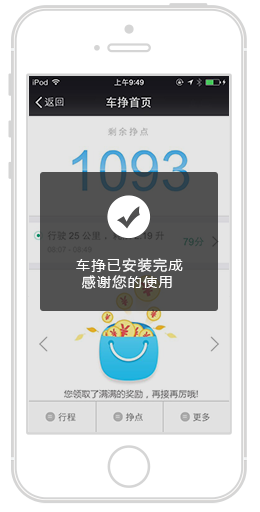 iPod 上午9:49
返回 车挣首页
剩余挣点
1093
行驶 25 公里， 19 升
79分
车挣已安装完成
感谢您的使用
您领取了满满的奖励，再接再厉哦!
行程 挣点 更多